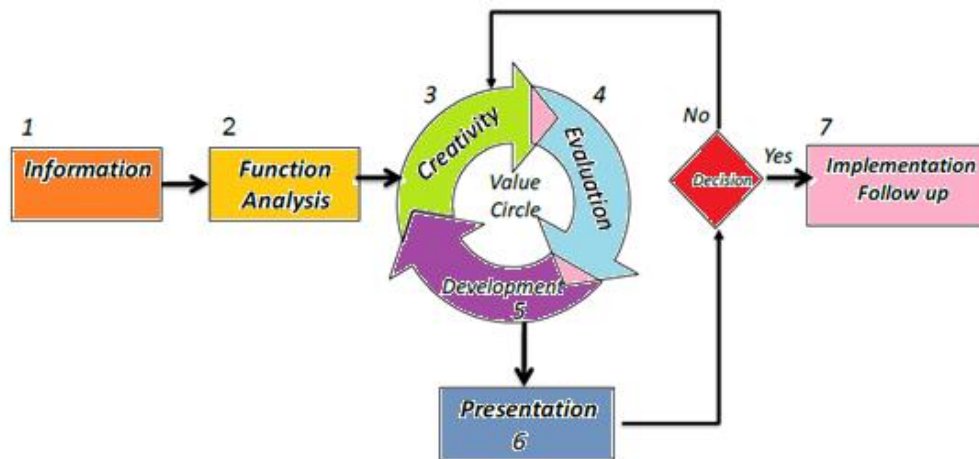 1
Information
2
Function
Analysis
3
Creativity
4
Evaluation
Value
Circle
Development
5
Presentation
6
No
Decision
Yes
7
Implementation
Follow up